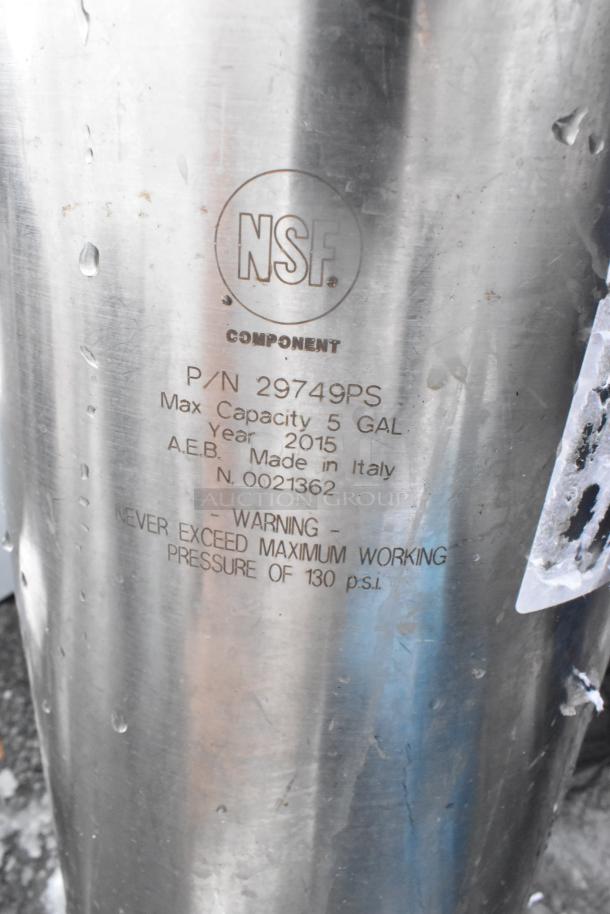 NSF.
COMPONENT
P/N 29749PS
Max Capacity 5 GAL
Year 2015
A.E.B. Made in Italy
N. 0021362
AUCTION GROUP
- WARNING -
NEVER EXCEED MAXIMUM WORKING
PRESSURE OF 130 p.s.i.